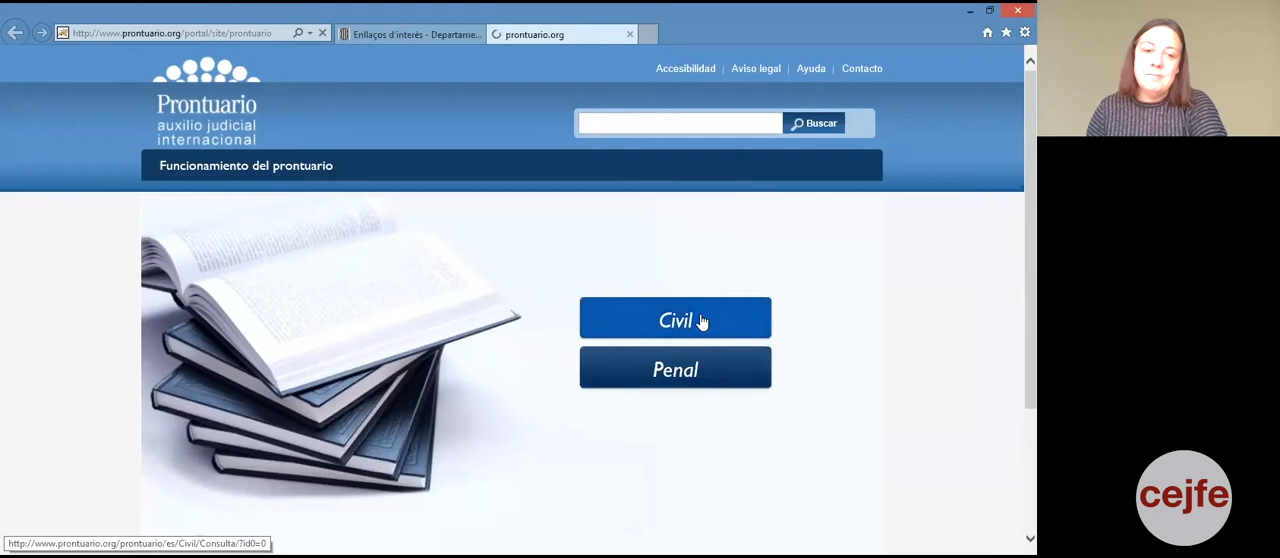 http://www.prontuario.org/portal/site/prontuario
Enllaços d'interès - Departame...
prontuario.org
Accesibilidad | Aviso legal | Ayuda | Contacto
Prontuario
auxilio judicial
internacional
Buscar
Funcionamiento del prontuario
Civil
Penal
cejfe
http://www.prontuario.org/prontuario/es/Civil/Consulta/?id0=0